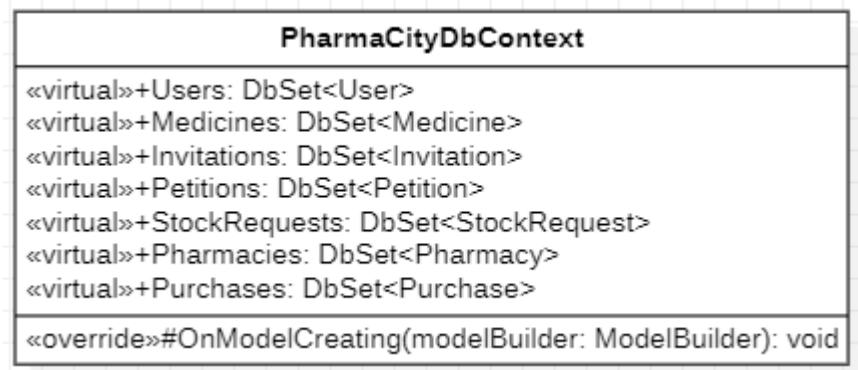 PharmaCityDbContext
«virtual»+Users: DbSet<User>
«virtual»+Medicines: DbSet<Medicine>
«virtual»+Invitations: DbSet<Invitation>
«virtual»+Petitions: DbSet<Petition>
«virtual»+StockRequests: DbSet<StockRequest>
«virtual»+Pharmacies: DbSet<Pharmacy>
«virtual»+Purchases: DbSet<Purchase>
«override»#OnModelCreating(modelBuilder: ModelBuilder): void